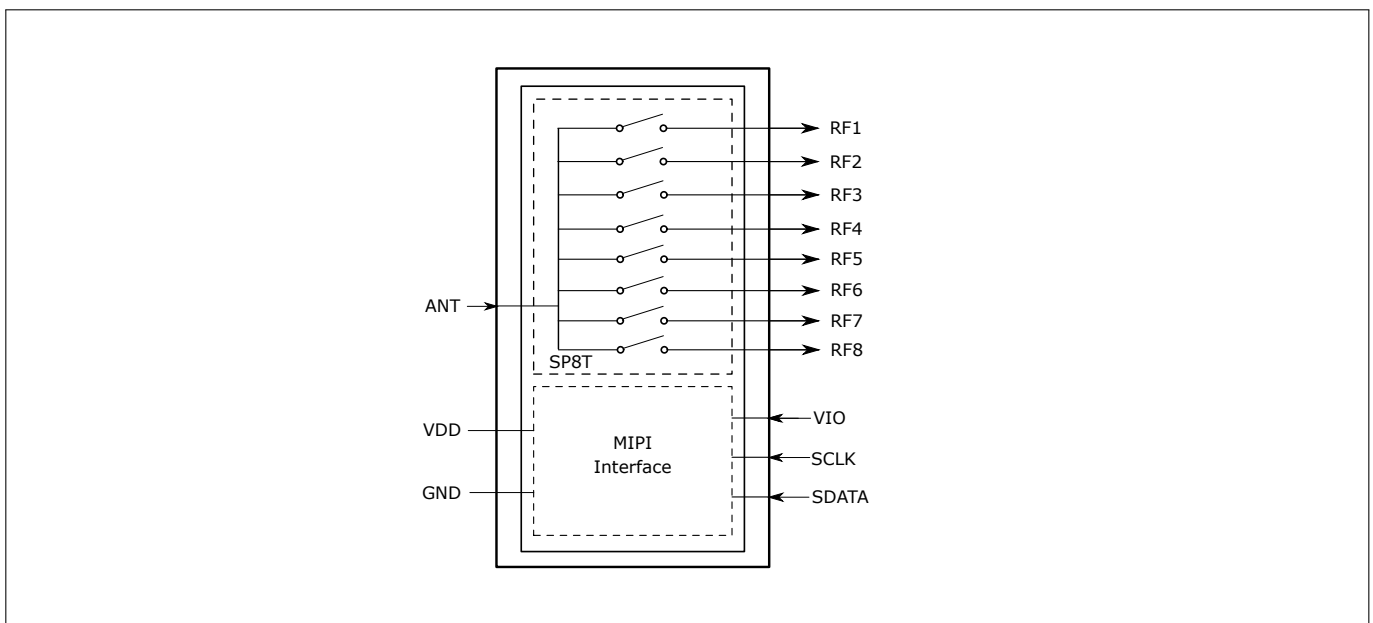 RF1
RF2
RF3
RF4
RF5
RF6
ANT
RF7
RF8
SP8T
VIO
VDD
MIPI
Interface
SCLK
GND
SDATA